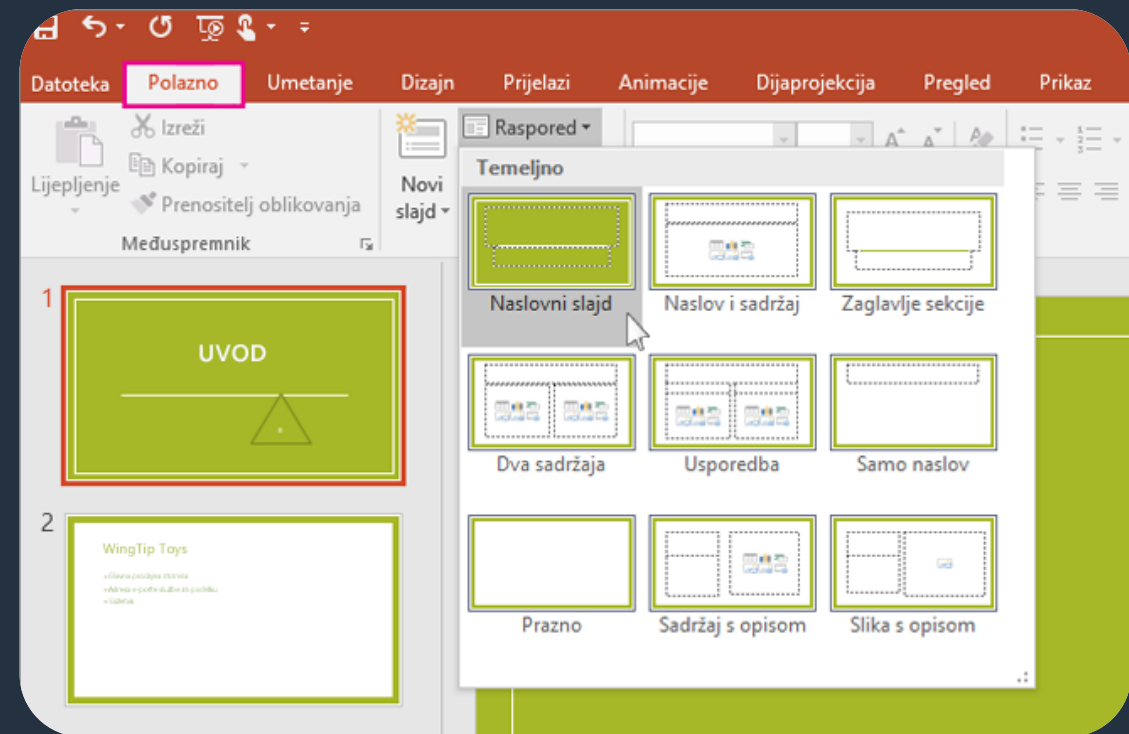 Datoteka Polazno Umetanje Dizajn Prijelazi Animacije Dijaprojekcija Pregled Prikaz
Lijepljenje
Izreži
Kopiraj
Prenositelj oblikovanja
Međuspremnik
Novi
slajd
Raspored
Temeljno
Naslovni slajd Naslov i sadržaj Zaglavlje sekcije
Dva sadržaja Usporedba Samo naslov
Prazno Sadržaj s opisom Slika s opisom
1
UVOD
2
WingTip Toys